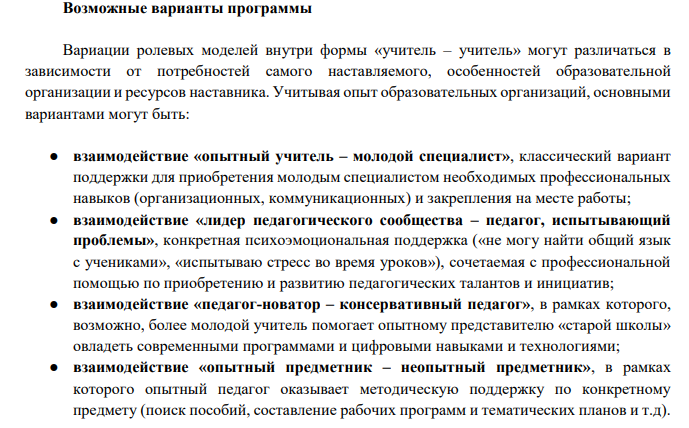 Возможные варианты программы
Вариации ролевых моделей внутри формы «учитель – учитель» могут различаться в
зависимости от потребностей самого наставляемого, особенностей образовательной
организации и ресурсов наставника. Учитывая опыт образовательных организаций, основными
вариантами могут быть:
● взаимодействие «опытный учитель – молодой специалист», классический вариант
поддержки для приобретения молодым специалистом необходимых профессиональных
навыков (организационных, коммуникационных) и закрепления на месте работы;
● взаимодействие «лидер педагогического сообщества – педагог, испытывающий
проблемы», конкретная психоэмоциональная поддержка («не могу найти общий язык
с учениками», «испытываю стресс во время уроков»), сочетаемая с профессиональной
помощью по приобретению и развитию педагогических талантов и инициатив;
● взаимодействие «педагог-новатор – консервативный педагог», в рамках которого,
возможно, более молодой учитель помогает опытному представителю «старой школы»
овладеть современными программами и цифровыми навыками и технологиями;
● взаимодействие «опытный предметник – неопытный предметник», в рамках
которого опытный педагог оказывает методическую поддержку по конкретному
предмету (поиск пособий, составление рабочих программ и тематических планов и т.д).